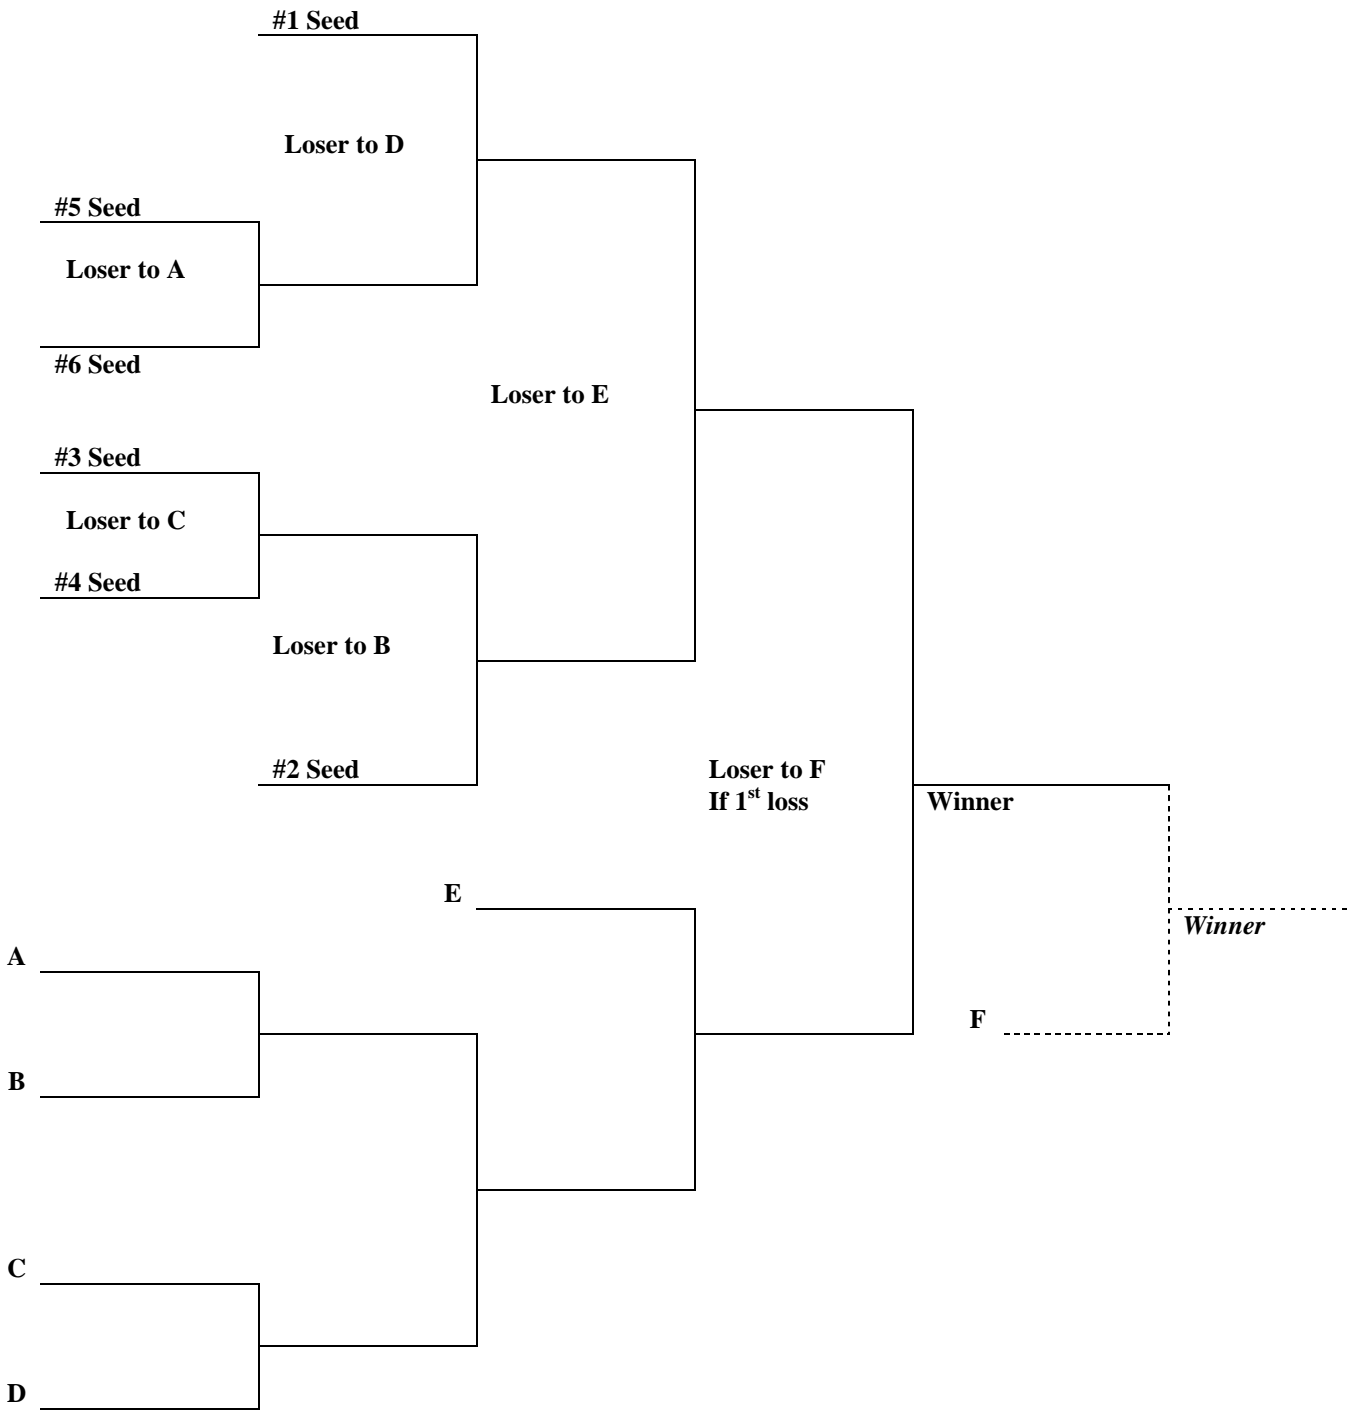 #1 Seed
Loser to D
#5 Seed
Loser to A
#6 Seed
Loser to E
#3 Seed
Loser to C
#4 Seed
Loser to B
#2 Seed
Loser to F
If 1st loss
Winner
E
Winner
A
F
B
C
D